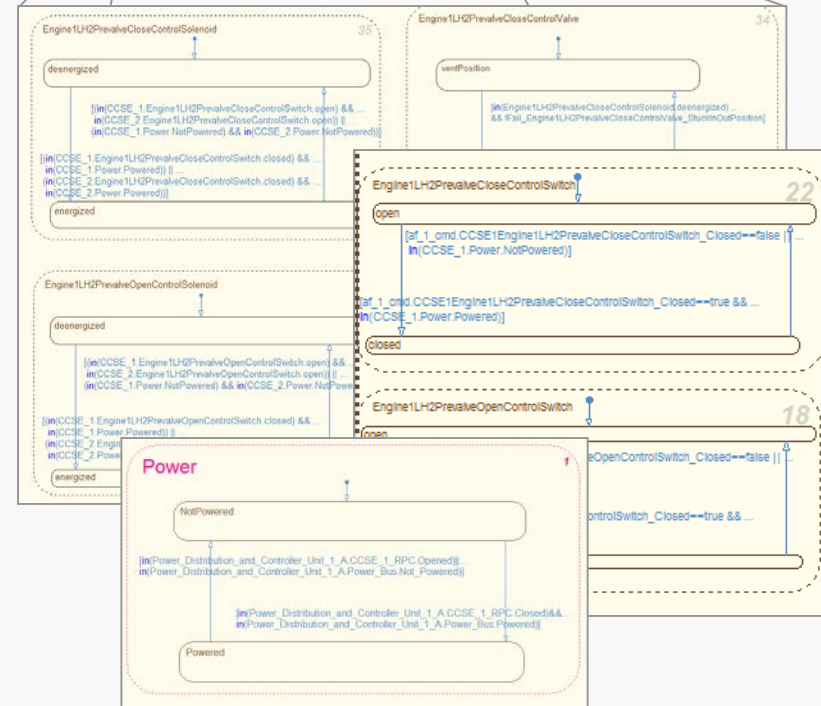 Engine1LH2PrevalveCloseControlSolenoid
35
deenergized
[(in(CCSE_1.Engine1LH2PrevalveCloseControlSwitch.open) && ...
in(CCSE_2.Engine1LH2PrevalveCloseControlSwitch.open)) || ...
(in(CCSE_1.Power.NotPowered) && in(CCSE_2.Power.NotPowered))]
[(in(CCSE_1.Engine1LH2PrevalveCloseControlSwitch.closed) && ...
in(CCSE_1.Power.Powered)) || ...
(in(CCSE_2.Engine1LH2PrevalveCloseControlSwitch.closed) && ...
in(CCSE_2.Power.Powered))]
energized
Engine1LH2PrevalveCloseControlValve
34
ventPosition
[in(Engine1LH2PrevalveCloseControlSolenoid.deenergized) ...
&& !Fail_Engine1LH2PrevalveCloseControlValve_StuckInOutPosition]
Engine1LH2PrevalveCloseControlSwitch
22
open
[af_1_cmd.CCSE1Engine1LH2PrevalveCloseControlSwitch_Closed==false || ...
in(CCSE_1.Power.NotPowered)]
[af_1_cmd.CCSE1Engine1LH2PrevalveCloseControlSwitch_Closed==true && ...
in(CCSE_1.Power.Powered)]
closed
Engine1LH2PrevalveOpenControlSolenoid
deenergized
[(in(CCSE_1.Engine1LH2PrevalveOpenControlSwitch.open) &&
in(CCSE_2.Engine1LH2PrevalveOpenControlSwitch.open)) ||
(in(CCSE_1.Power.NotPowered) && in(CCSE_2.Power.NotPowe
[(in(CCSE_1.Engine1LH2PrevalveOpenControlSwitch.closed) && ...
in(CCSE_1.Power.Powered)) || ...
(in(CCSE_2.Engin
in(CCSE_2.Powe
energized
Engine1LH2PrevalveOpenControlSwitch
18
open
eOpenControlSwitch_Closed==false || ...
ontrolSwitch_Closed==true && ...
Power
1
NotPowered
[in(Power_Distribution_and_Controller_Unit_1_A.CCSE_1_RPC.Opened)||...
in(Power_Distribution_and_Controller_Unit_1_A.Power_Bus.Not_Powered)]
[in(Power_Distribution_and_Controller_Unit_1_A.CCSE_1_RPC.Closed)&&...
in(Power_Distribution_and_Controller_Unit_1_A.Power_Bus.Powered)]
Powered